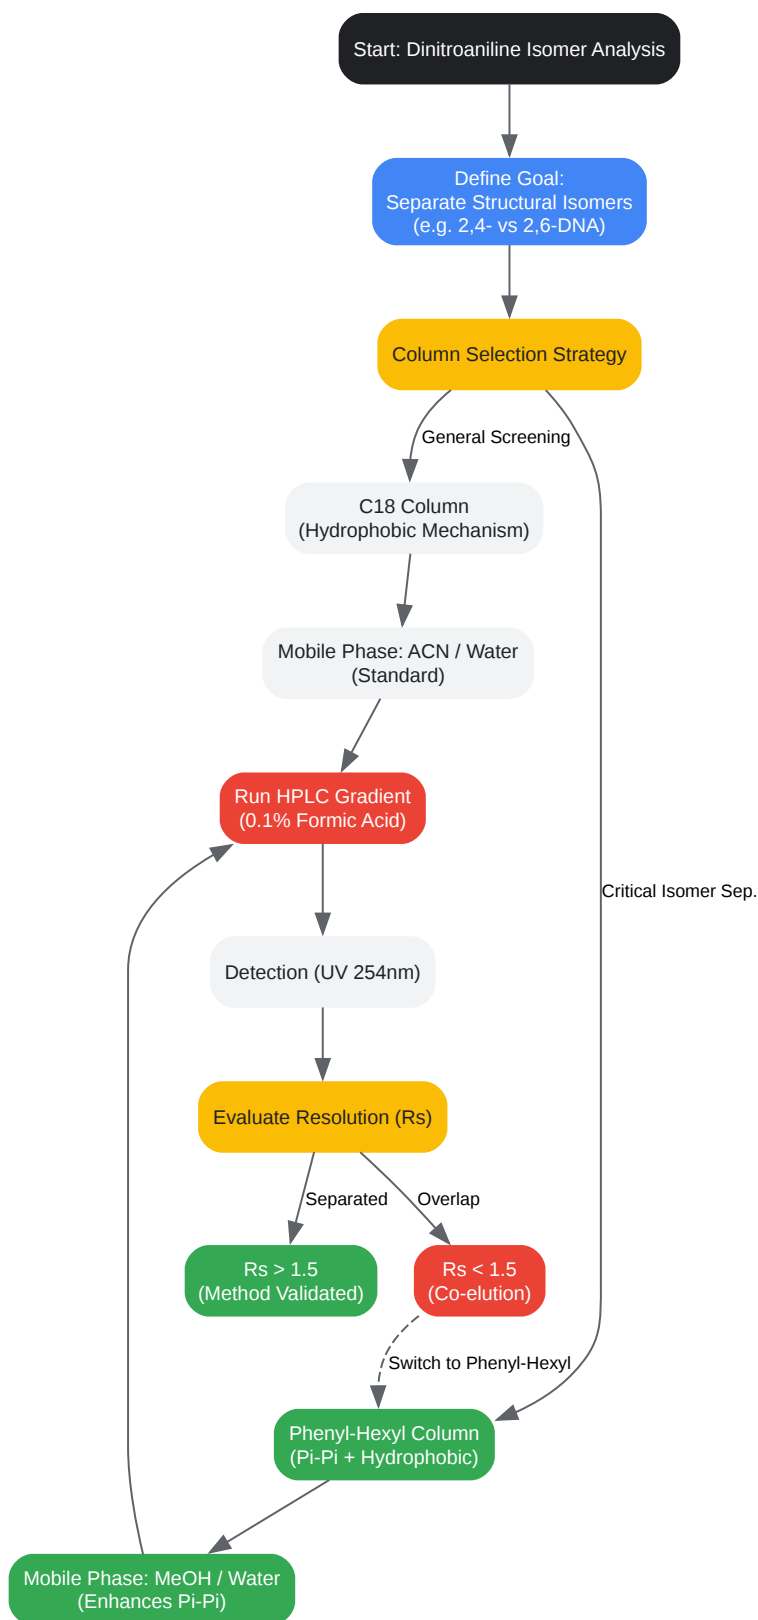 Start: Dinitroaniline Isomer Analysis
Define Goal:
Separate Structural Isomers
(e.g. 2,4- vs 2,6-DNA)
Column Selection Strategy
General Screening
C18 Column
(Hydrophobic Mechanism)
Mobile Phase: ACN / Water
(Standard)
Run HPLC Gradient
(0.1% Formic Acid)
Critical Isomer Sep.
Detection (UV 254nm)
Evaluate Resolution (Rs)
Separated
Overlap
Rs > 1.5
(Method Validated)
Rs < 1.5
(Co-elution)
Switch to Phenyl-Hexyl
Phenyl-Hexyl Column
(Pi-Pi + Hydrophobic)
Mobile Phase: MeOH / Water
(Enhances Pi-Pi)